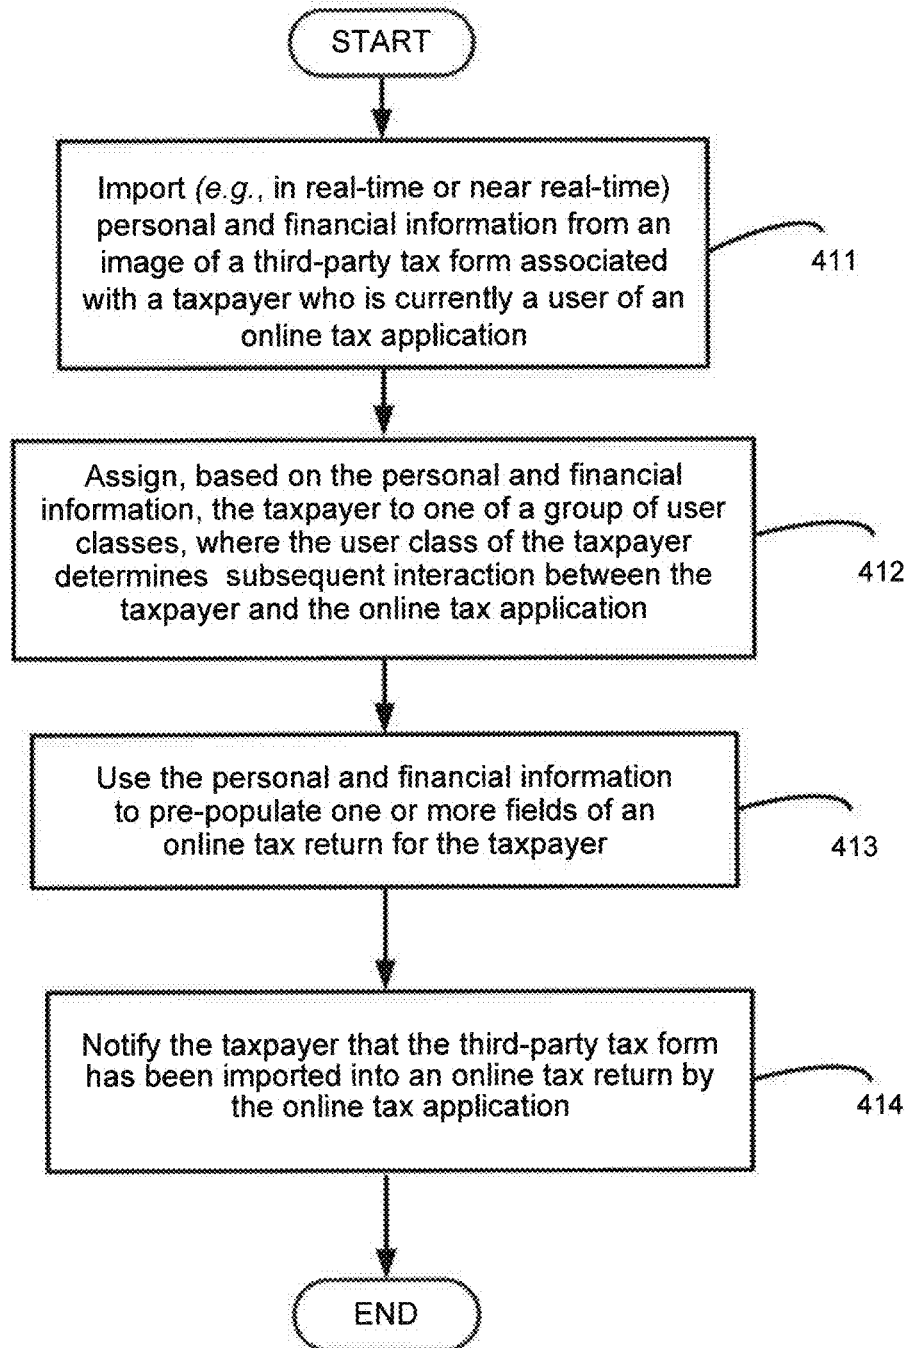 START
Import (e.g., in real-time or near real-time)
personal and financial information from an
image of a third-party tax form associated
with a taxpayer who is currently a user of an
online tax application
411
Assign, based on the personal and financial
information, the taxpayer to one of a group of user
classes, where the user class of the taxpayer
determines subsequent interaction between the
taxpayer and the online tax application
412
Use the personal and financial information
to pre-populate one or more fields of an
online tax return for the taxpayer
413
Notify the taxpayer that the third-party tax form
has been imported into an online tax return by
the online tax application
414
END